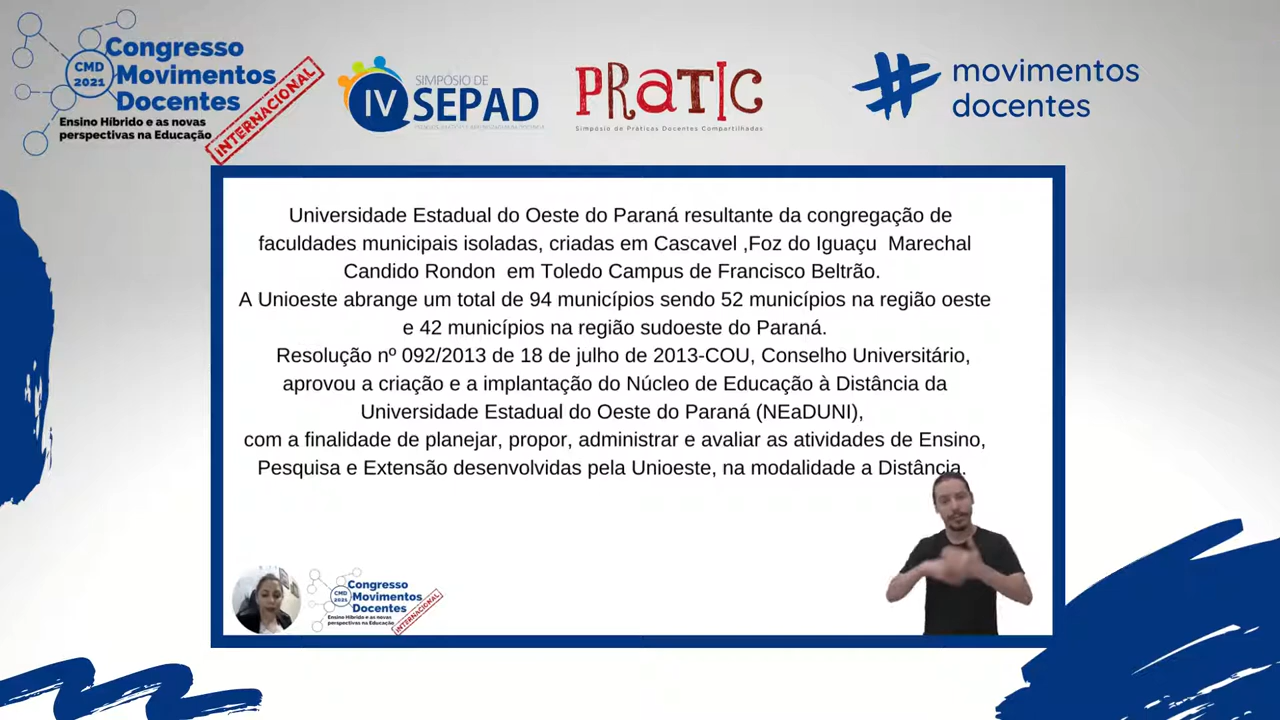 Congresso
Movimentos
Docentes
CMD
2021
Ensino Híbrido e as novas
perspectivas na Educação
INTERNACIONAL
SIMPÓSIO DE
IV SEPAD
PRATIC
Simpósio de Práticas Docentes Compartilhadas
# movimentos
docentes
Universidade Estadual do Oeste do Paraná resultante da congregação de
faculdades municipais isoladas, criadas em Cascavel ,Foz do Iguaçu Marechal
Candido Rondon em Toledo Campus de Francisco Beltrão.
A Unioeste abrange um total de 94 municípios sendo 52 municípios na região oeste
e 42 municípios na região sudoeste do Paraná.
Resolução nº 092/2013 de 18 de julho de 2013-COU, Conselho Universitário,
aprovou a criação e a implantação do Núcleo de Educação à Distância da
Universidade Estadual do Oeste do Paraná (NEaDUNI),
com a finalidade de planejar, propor, administrar e avaliar as atividades de Ensino,
Pesquisa e Extensão desenvolvidas pela Unioeste, na modalidade a Distância.
Congresso
Movimentos
Docentes
CMD
2021
Ensino Híbrido e as novas
perspectivas na Educação
INTERNACIONAL